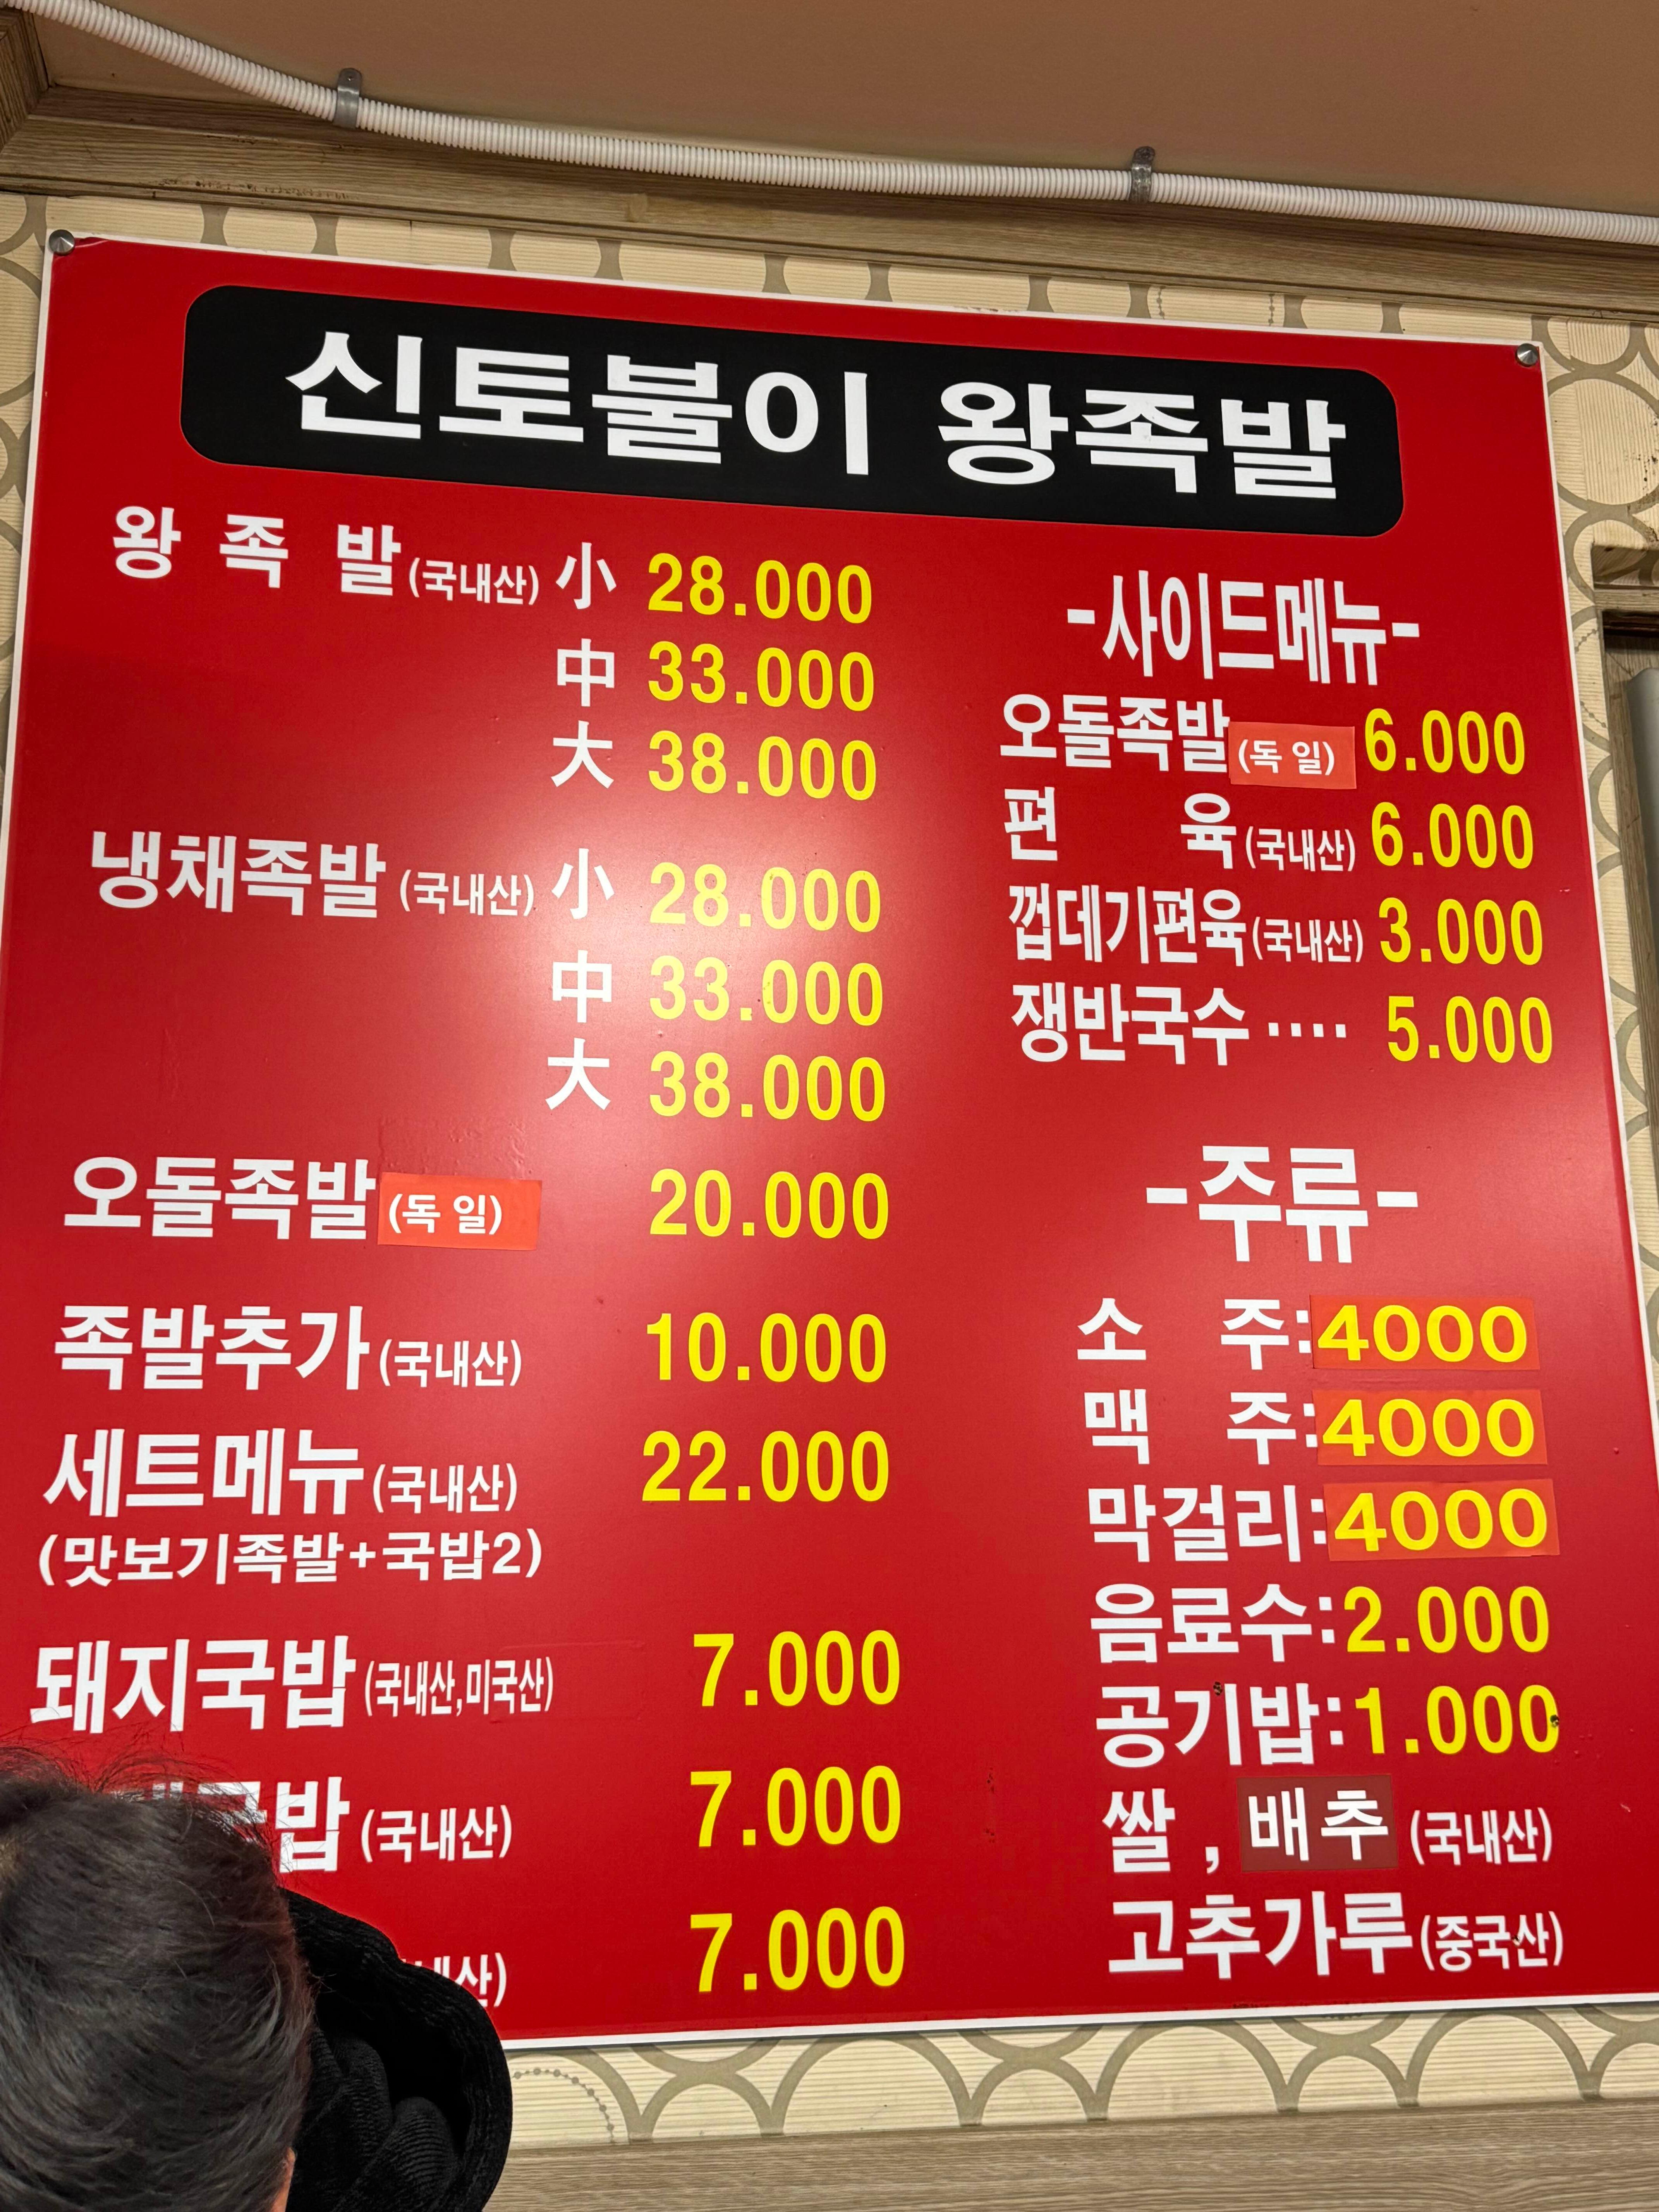 신토불이 왕족발
왕 족 발 (국내산) 小 28.000
中 33.000
大 38.000
냉채족발 (국내산) 小 28.000
中 33.000
大 38.000
오돌족발 (독 일) 20.000
족발추가 (국내산) 10.000
세트메뉴 (국내산) 22.000
(맛보기족발+국밥2)
돼지국밥 (국내산,미국산) 7.000
(국내산) 7.000
7.000
-사이드메뉴-
오돌족발 (독 일) 6.000
편 육 (국내산) 6.000
껍데기편육 (국내산) 3.000
쟁반국수 ···· 5.000
-주류-
소 주:4000
맥 주:4000
막걸리:4000
음료수:2.000
공기밥:1.000
쌀 , 배추 (국내산)
고추가루 (중국산)